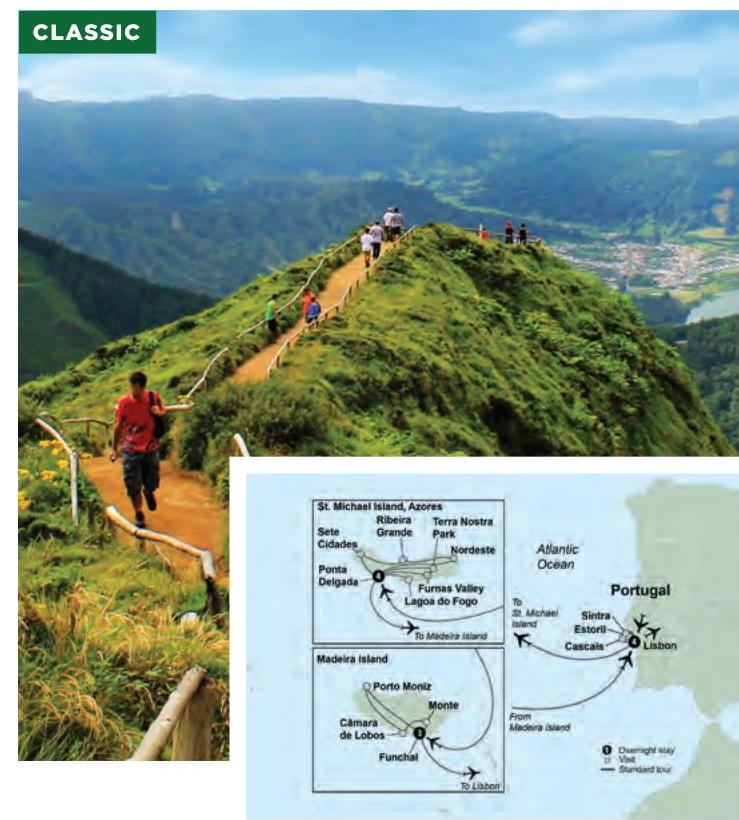 CLASSIC
St. Michael Island, Azores
Ribeira
Grande
Terra Nostra
Park
Sete
Cidades
Nordeste
Ponta
Delgada
4
Furnas Valley
Lagoa do Fogo
To Madeira Island
Atlantic
Ocean
Portugal
To
St. Michael
Island
Sintra
Estoril
Cascais
4
Lisbon
Madeira Island
Porto Moniz
Monte
Câmara
de Lobos
3
Funchal
To Lisbon
From
Madeira Island
Overnight stay
Visit
Standard tour